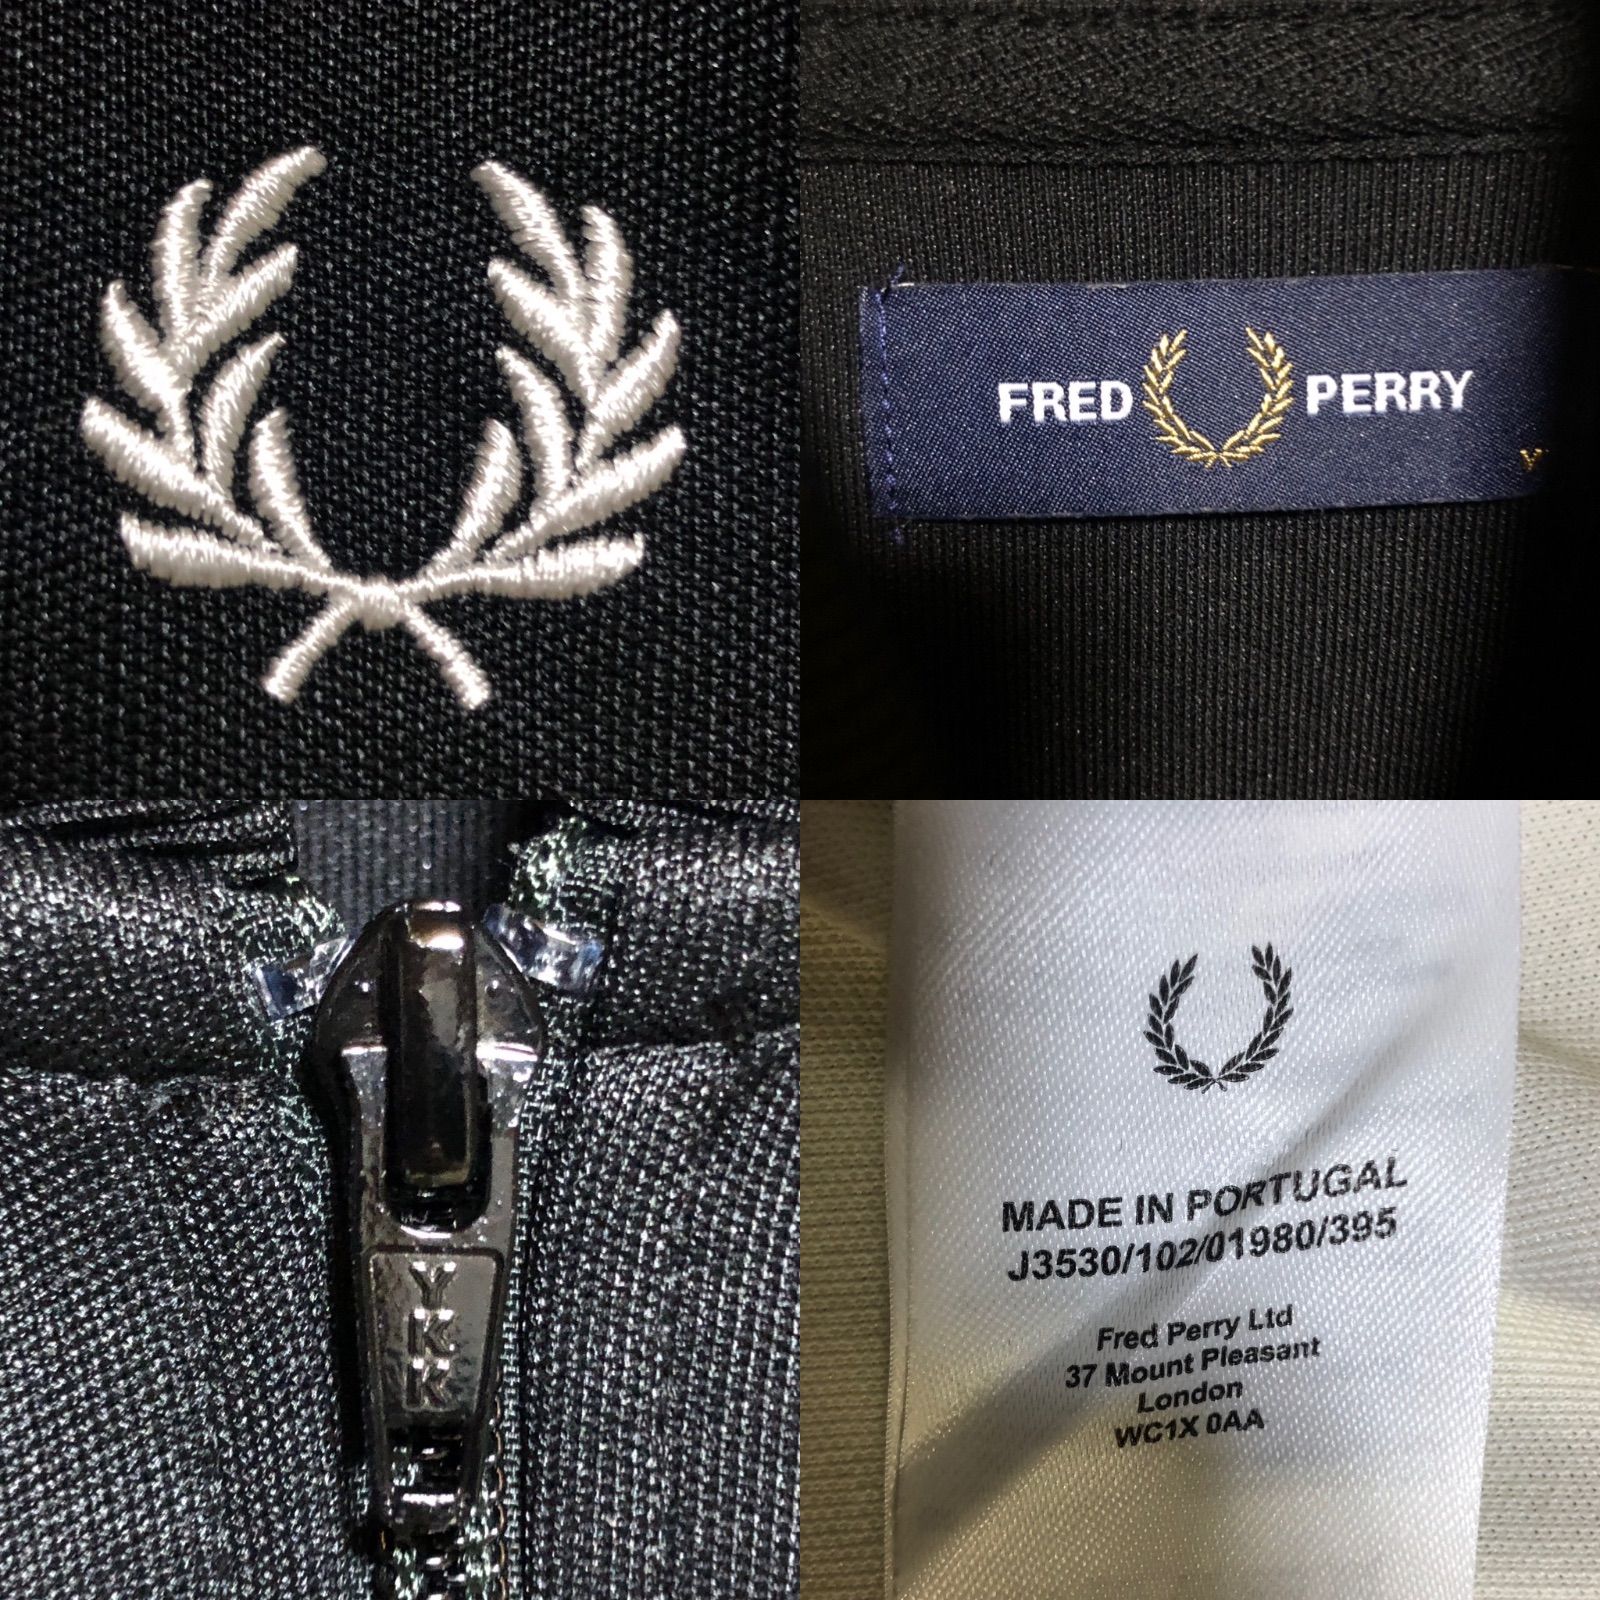 FRED PERRY
YKK
MADE IN PORTUGAL
J3530/102/01980/395
Fred Perry Ltd
37 Mount Pleasant
London
WC1X 0AA